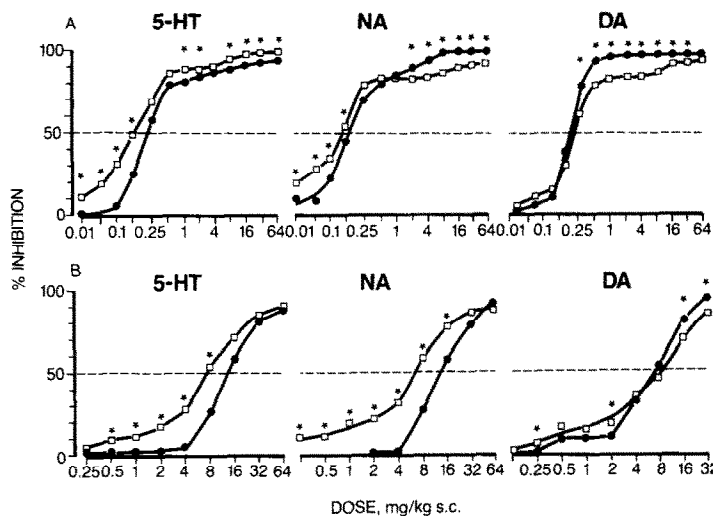 A 5-HT NA DA
100
50
0
0.01 0.1 0.25 1 4 16 64 0.01 0.1 0.25 1 4 16 64 0.01 0.1 0.25 1 4 16 64
% INHIBITION
B 5-HT NA DA
100
50
0
0.25 0.5 1 2 4 8 16 32 64 0.25 0.5 1 2 4 8 16 32 64 0.25 0.5 1 2 4 8 16 32
DOSE, mg/kg s.c.